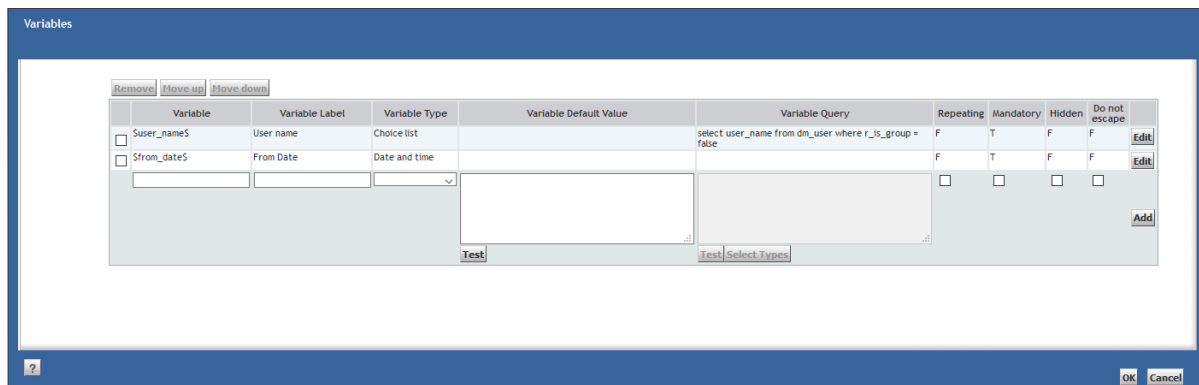 Variables
Remove Move up Move down
Variable Variable Label Variable Type Variable Default Value Variable Query Repeating Mandatory Hidden Do not
escape
$user_name$ User name Choice list select user_name from dm_user where r_is_group = F T F F Edit
false
$from_date$ From Date Date and time F T F F Edit
Add
Test Test Select Types
?
OK Cancel